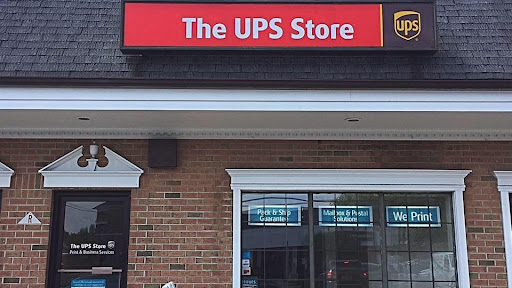 The UPS Store
ups
Pack & Ship
Guarantee
Mailbox & Postal
Solutions
We Print
The UPS Store
Print & Business Services